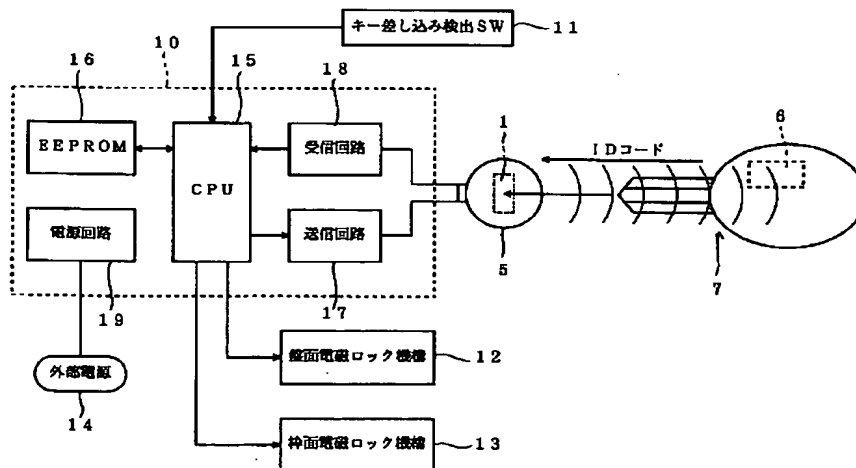 キー差し込み検出SW
11
10
16
15
18
EEPROM
CPU
受信回路
1
IDコード
6
電源回路
送信回路
5
7
19
17
外部電源
14
盤面電磁ロック機構
12
枠面電磁ロック機構
13